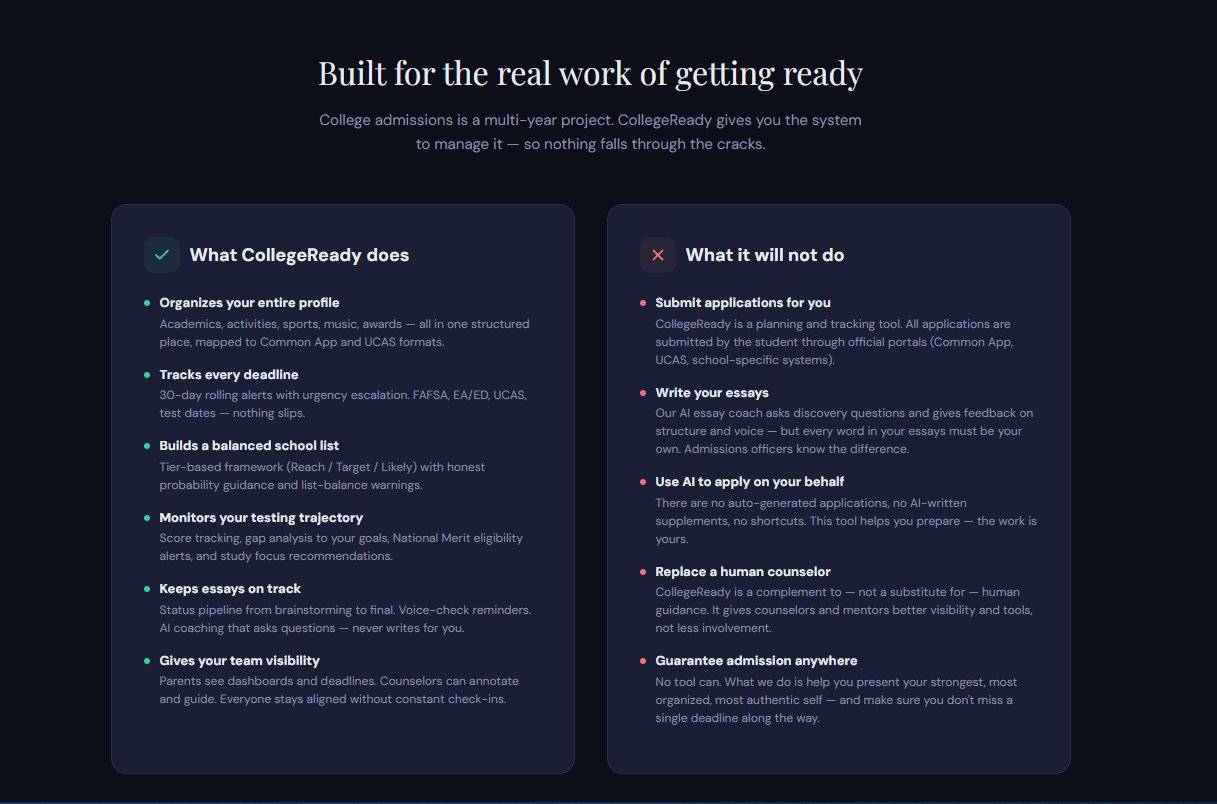 Built for the real work of getting ready
College admissions is a multi-year project. CollegeReady gives you the system
to manage it — so nothing falls through the cracks.
What CollegeReady does
Organizes your entire profile
Academics, activities, sports, music, awards — all in one structured
place, mapped to Common App and UCAS formats.
Tracks every deadline
30-day rolling alerts with urgency escalation. FAFSA, EA/ED, UCAS,
test dates — nothing slips.
Builds a balanced school list
Tier-based framework (Reach / Target / Likely) with honest
probability guidance and list-balance warnings.
Monitors your testing trajectory
Score tracking, gap analysis to your goals, National Merit eligibility
alerts, and study focus recommendations.
Keeps essays on track
Status pipeline from brainstorming to final. Voice-check reminders.
AI coaching that asks questions — never writes for you.
Gives your team visibility
Parents see dashboards and deadlines. Counselors can annotate
and guide. Everyone stays aligned without constant check-ins.
What it will not do
Submit applications for you
CollegeReady is a planning and tracking tool. All applications are
submitted by the student through official portals (Common App,
UCAS, school-specific systems).
Write your essays
Our AI essay coach asks discovery questions and gives feedback on
structure and voice — but every word in your essays must be your
own. Admissions officers know the difference.
Use AI to apply on your behalf
There are no auto-generated applications, no AI-written
supplements, no shortcuts. This tool helps you prepare — the work is
yours.
Replace a human counselor
CollegeReady is a complement to — not a substitute for — human
guidance. It gives counselors and mentors better visibility and tools,
not less involvement.
Guarantee admission anywhere
No tool can. What we do is help you present your strongest, most
organized, most authentic self — and make sure you don't miss a
single deadline along the way.